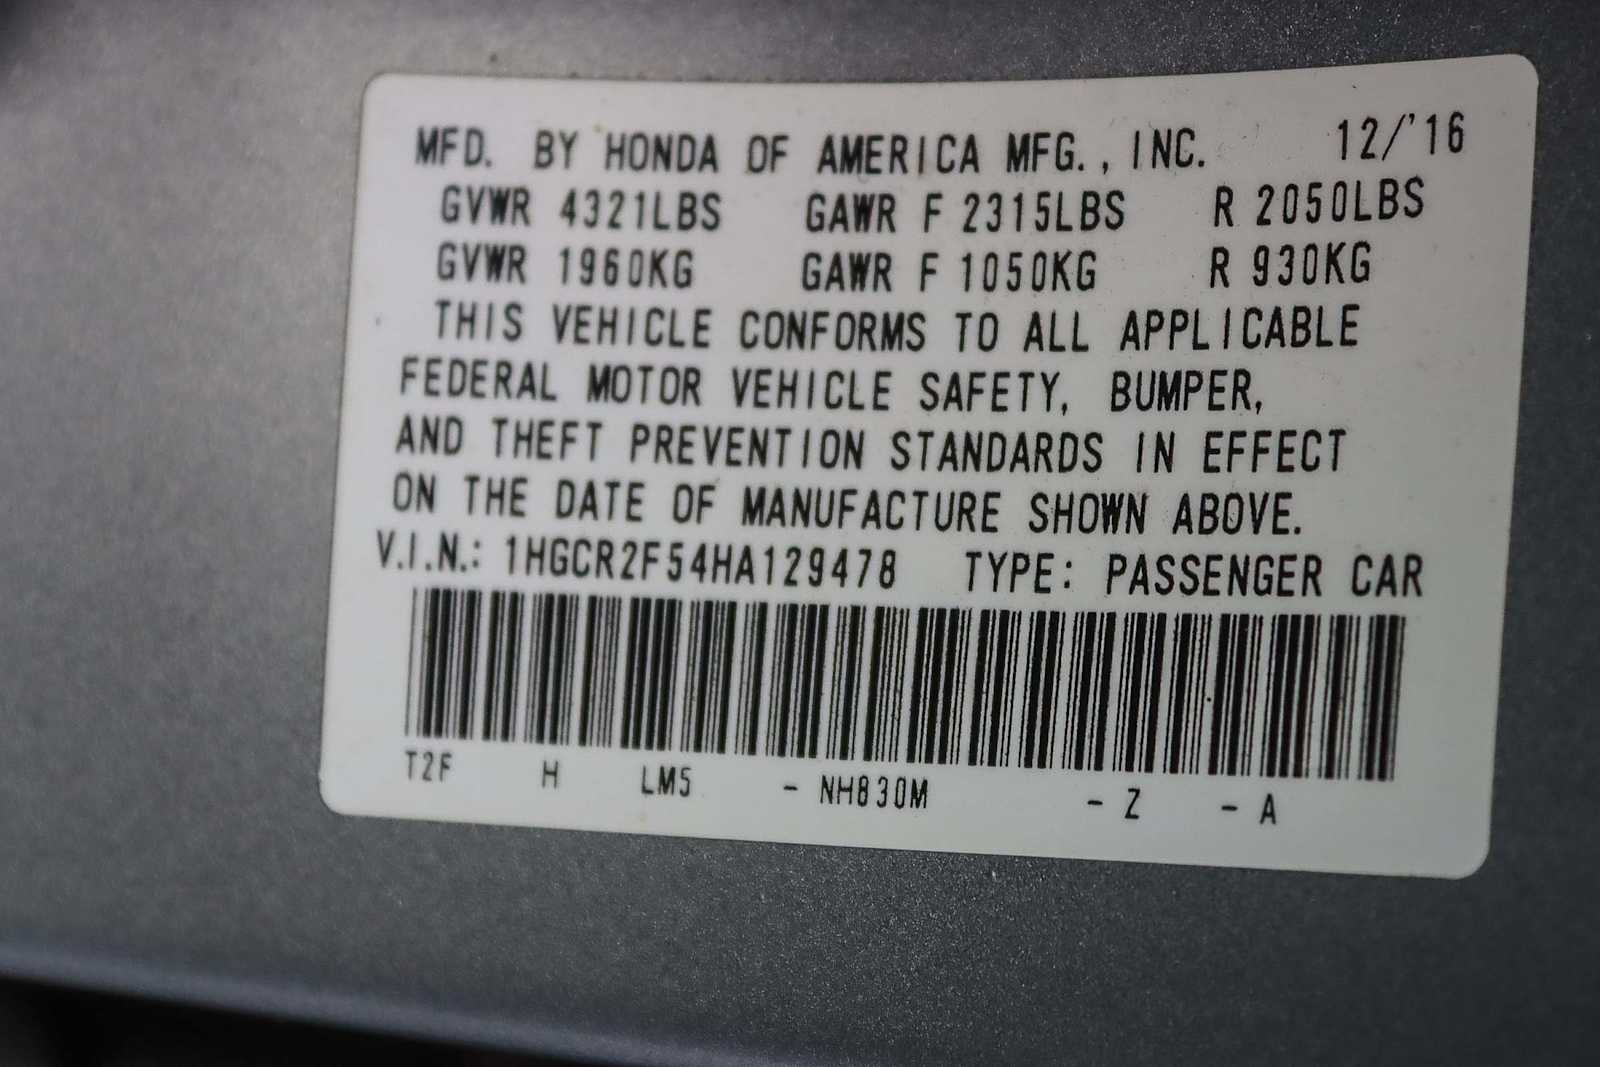 MFD. BY HONDA OF AMERICA MFG., INC. 12/'16
GVWR 4321LBS GAWR F 2315LBS R 2050LBS
GVWR 1960KG GAWR F 1050KG R 930KG
THIS VEHICLE CONFORMS TO ALL APPLICABLE
FEDERAL MOTOR VEHICLE SAFETY, BUMPER,
AND THEFT PREVENTION STANDARDS IN EFFECT
ON THE DATE OF MANUFACTURE SHOWN ABOVE.
V.I.N.: 1HGCR2F54HA129478 TYPE: PASSENGER CAR
T2F H LM5 - NH830M - Z - A